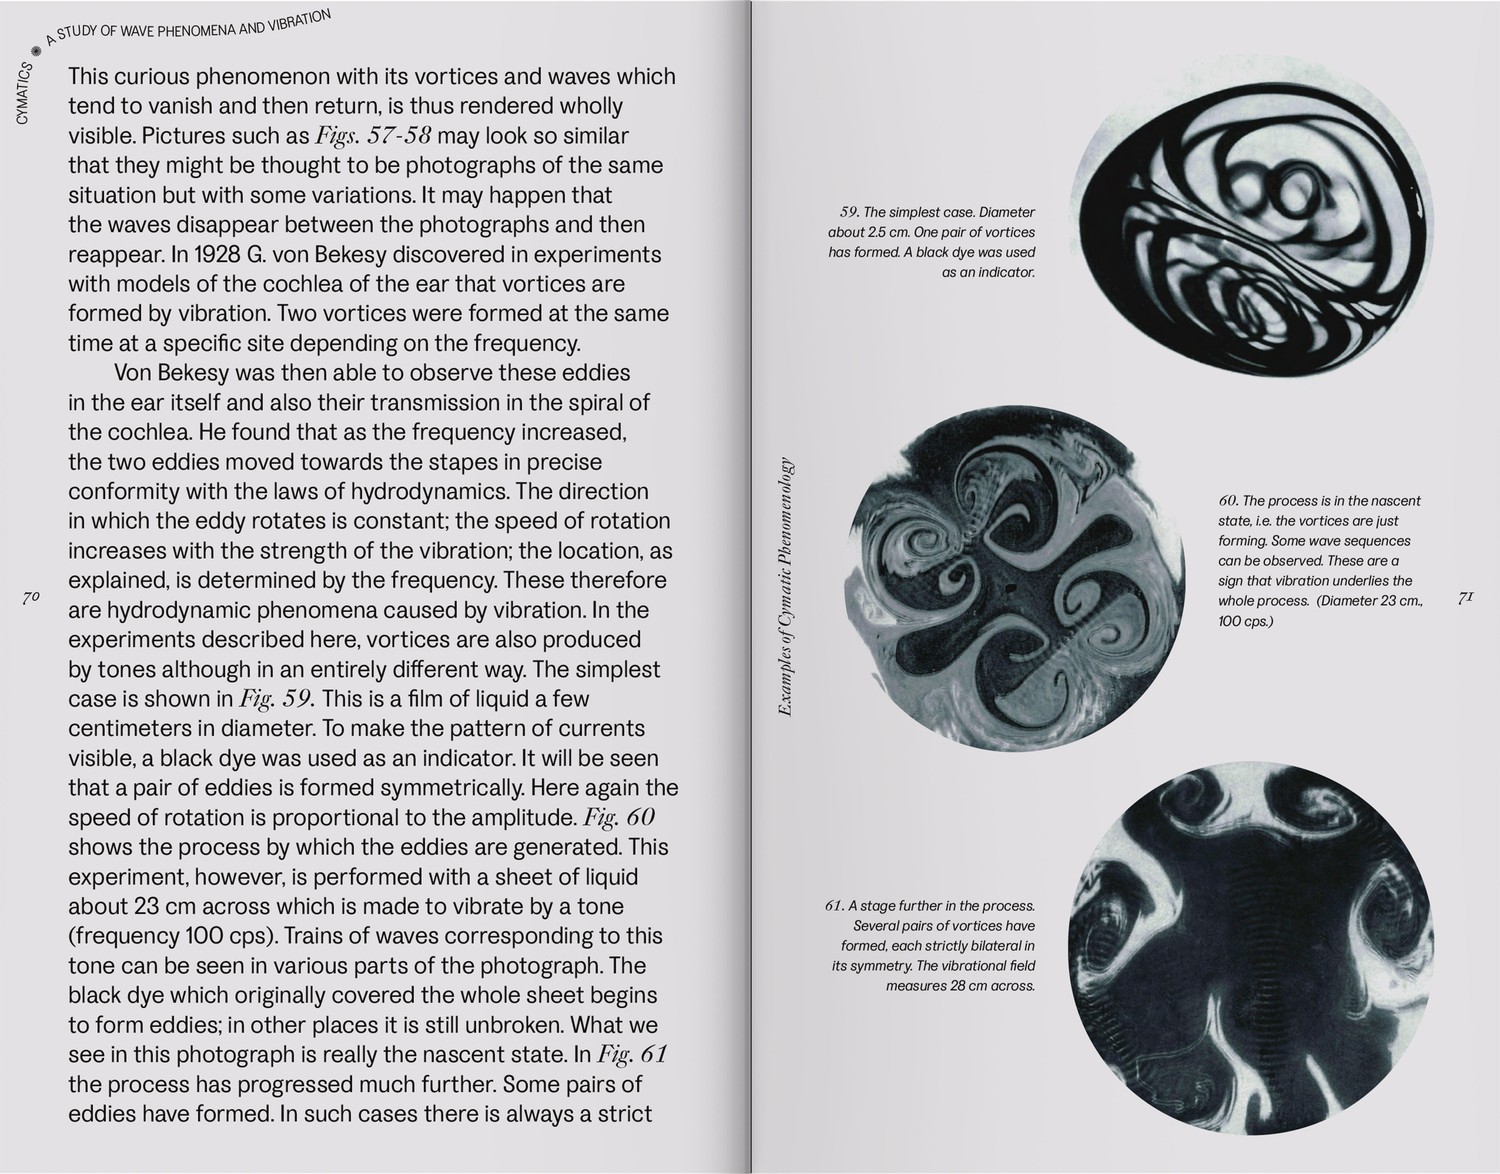 CYMATICS A STUDY OF WAVE PHENOMENA AND VIBRATION
This curious phenomenon with its vortices and waves which
tend to vanish and then return, is thus rendered wholly
visible. Pictures such as Figs. 57-58 may look so similar
that they might be thought to be photographs of the same
situation but with some variations. It may happen that
the waves disappear between the photographs and then
reappear. In 1928 G. von Bekesy discovered in experiments
with models of the cochlea of the ear that vortices are
formed by vibration. Two vortices were formed at the same
time at a specific site depending on the frequency.
Von Bekesy was then able to observe these eddies
in the ear itself and also their transmission in the spiral of
the cochlea. He found that as the frequency increased,
the two eddies moved towards the stapes in precise
conformity with the laws of hydrodynamics. The direction
in which the eddy rotates is constant; the speed of rotation
increases with the strength of the vibration; the location, as
explained, is determined by the frequency. These therefore
are hydrodynamic phenomena caused by vibration. In the
experiments described here, vortices are also produced
by tones although in an entirely different way. The simplest
case is shown in Fig. 59. This is a film of liquid a few
centimeters in diameter. To make the pattern of currents
visible, a black dye was used as an indicator. It will be seen
that a pair of eddies is formed symmetrically. Here again the
speed of rotation is proportional to the amplitude. Fig. 60
shows the process by which the eddies are generated. This
experiment, however, is performed with a sheet of liquid
about 23 cm across which is made to vibrate by a tone
(frequency 100 cps). Trains of waves corresponding to this
tone can be seen in various parts of the photograph. The
black dye which originally covered the whole sheet begins
to form eddies; in other places it is still unbroken. What we
see in this photograph is really the nascent state. In Fig. 61
the process has progressed much further. Some pairs of
eddies have formed. In such cases there is always a strict
70
Examples of Cymatic Phenomenology
59. The simplest case. Diameter
about 2.5 cm. One pair of vortices
has formed. A black dye was used
as an indicator.
60. The process is in the nascent
state, i.e. the vortices are just
forming. Some wave sequences
can be observed. These are a
sign that vibration underlies the
whole process. (Diameter 23 cm.,
100 cps.)
61. A stage further in the process.
Several pairs of vortices have
formed, each strictly bilateral in
its symmetry. The vibrational field
measures 28 cm across.
71